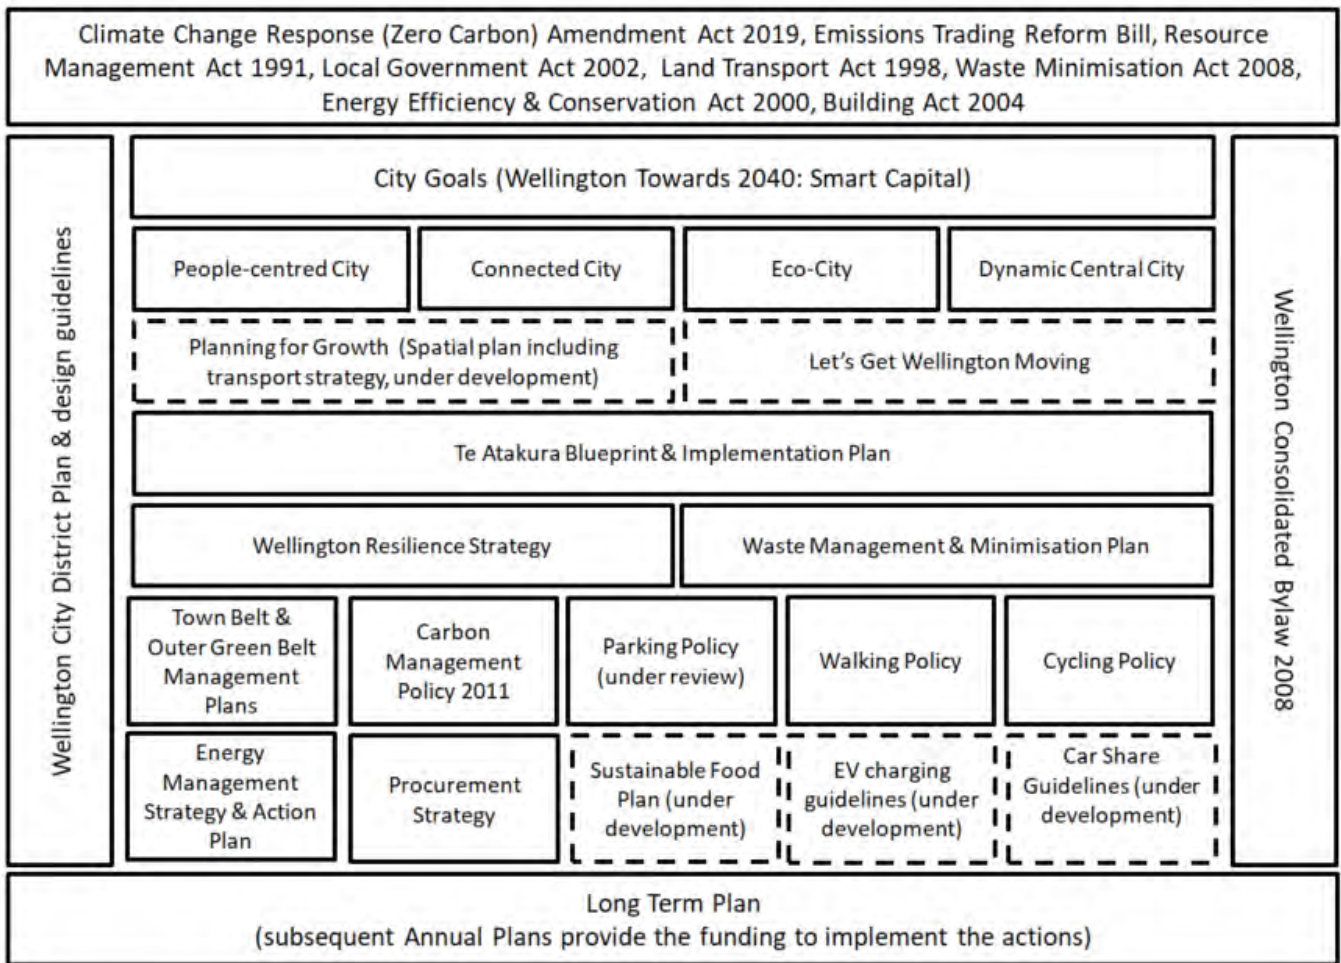 Climate Change Response (Zero Carbon) Amendment Act 2019, Emissions Trading Reform Bill, Resource
Management Act 1991, Local Government Act 2002, Land Transport Act 1998, Waste Minimisation Act 2008,
Energy Efficiency & Conservation Act 2000, Building Act 2004
Wellington City District Plan & design guidelines
City Goals (Wellington Towards 2040: Smart Capital)
People-centred City
Connected City
Eco-City
Dynamic Central City
Planning for Growth (Spatial plan including
transport strategy, under development)
Let's Get Wellington Moving
Te Atakura Blueprint & Implementation Plan
Wellington Resilience Strategy
Waste Management & Minimisation Plan
Town Belt &
Outer Green Belt
Management
Plans
Carbon
Management
Policy 2011
Parking Policy
(under review)
Walking Policy
Cycling Policy
Energy
Management
Strategy & Action
Plan
Procurement
Strategy
Sustainable Food
Plan (under
development)
EV charging
guidelines (under
development)
Car Share
Guidelines (under
development)
Wellington Consolidated Bylaw 2008
Long Term Plan
(subsequent Annual Plans provide the funding to implement the actions)